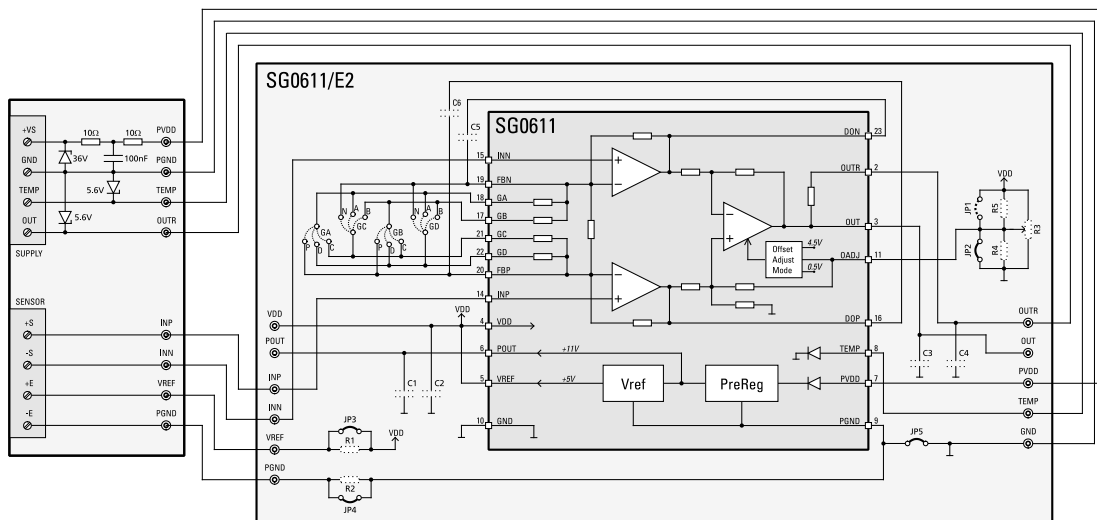 SG0611/E2
C6
C5
SG0611
+VS
10Ω
10Ω
PVDD
GND
36V
100nF
PGND
TEMP
5.6V
TEMP
OUT
5.6V
OUTR
SUPPLY
SENSOR
+S
INP
-S
INN
+E
VREF
-E
PGND
N
A
B
GC
N
A
B
GD
GA
P
D
C
GB
P
D
C
15
INN
19
FBN
18
GA
17
GB
21
GC
22
GD
20
FBP
14
INP
4
VDD
6
POUT
+11V
5
VREF
+5V
10
GND
DON
23
OUTR
2
OUT
3
OADJ
11
DOP
16
TEMP
8
PVDD
7
PGND
9
Offset
Adjust
Mode
4.5V
0.5V
Vref
PreReg
VDD
JP1
R5
R3
JP2
R4
VDD
POUT
INP
INN
VREF
PGND
C1
C2
JP3
R1
VDD
R2
JP4
C3
C4
JP5
OUTR
OUT
PVDD
TEMP
GND